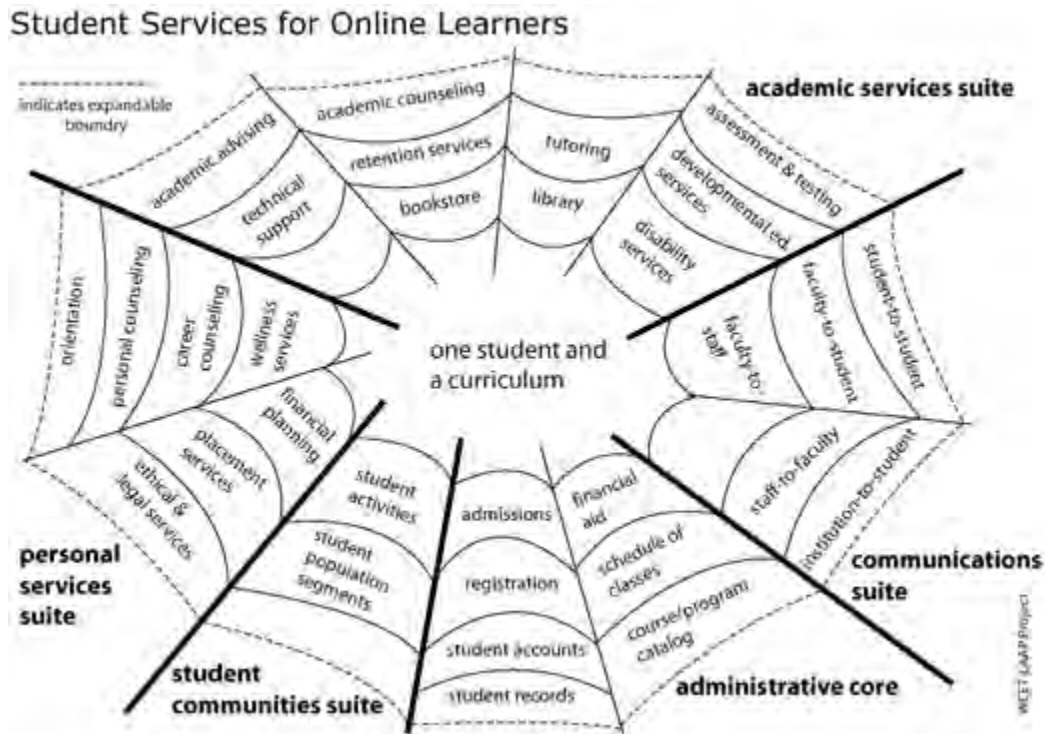 Student Services for Online Learners
indicates expandable
boundry
academic services suite
academic advising
technical
support
academic counseling
retention services
bookstore
tutoring
library
assessment & testing
developmental ed.
services
disability
services
orientation
personal counseling
career
counseling
wellness
services
one student and
a curriculum
faculty-to-
staff
faculty-to-student
student-to-student
financial
planning
placement
services
ethical &
legal services
student
activities
student
population
segments
admissions
registration
student accounts
student records
financial
aid
schedule of
classes
course/program
catalog
staff-to-faculty
institution-to-student
personal
services
suite
student
communities suite
administrative core
communications
suite
WCET LAAP Project